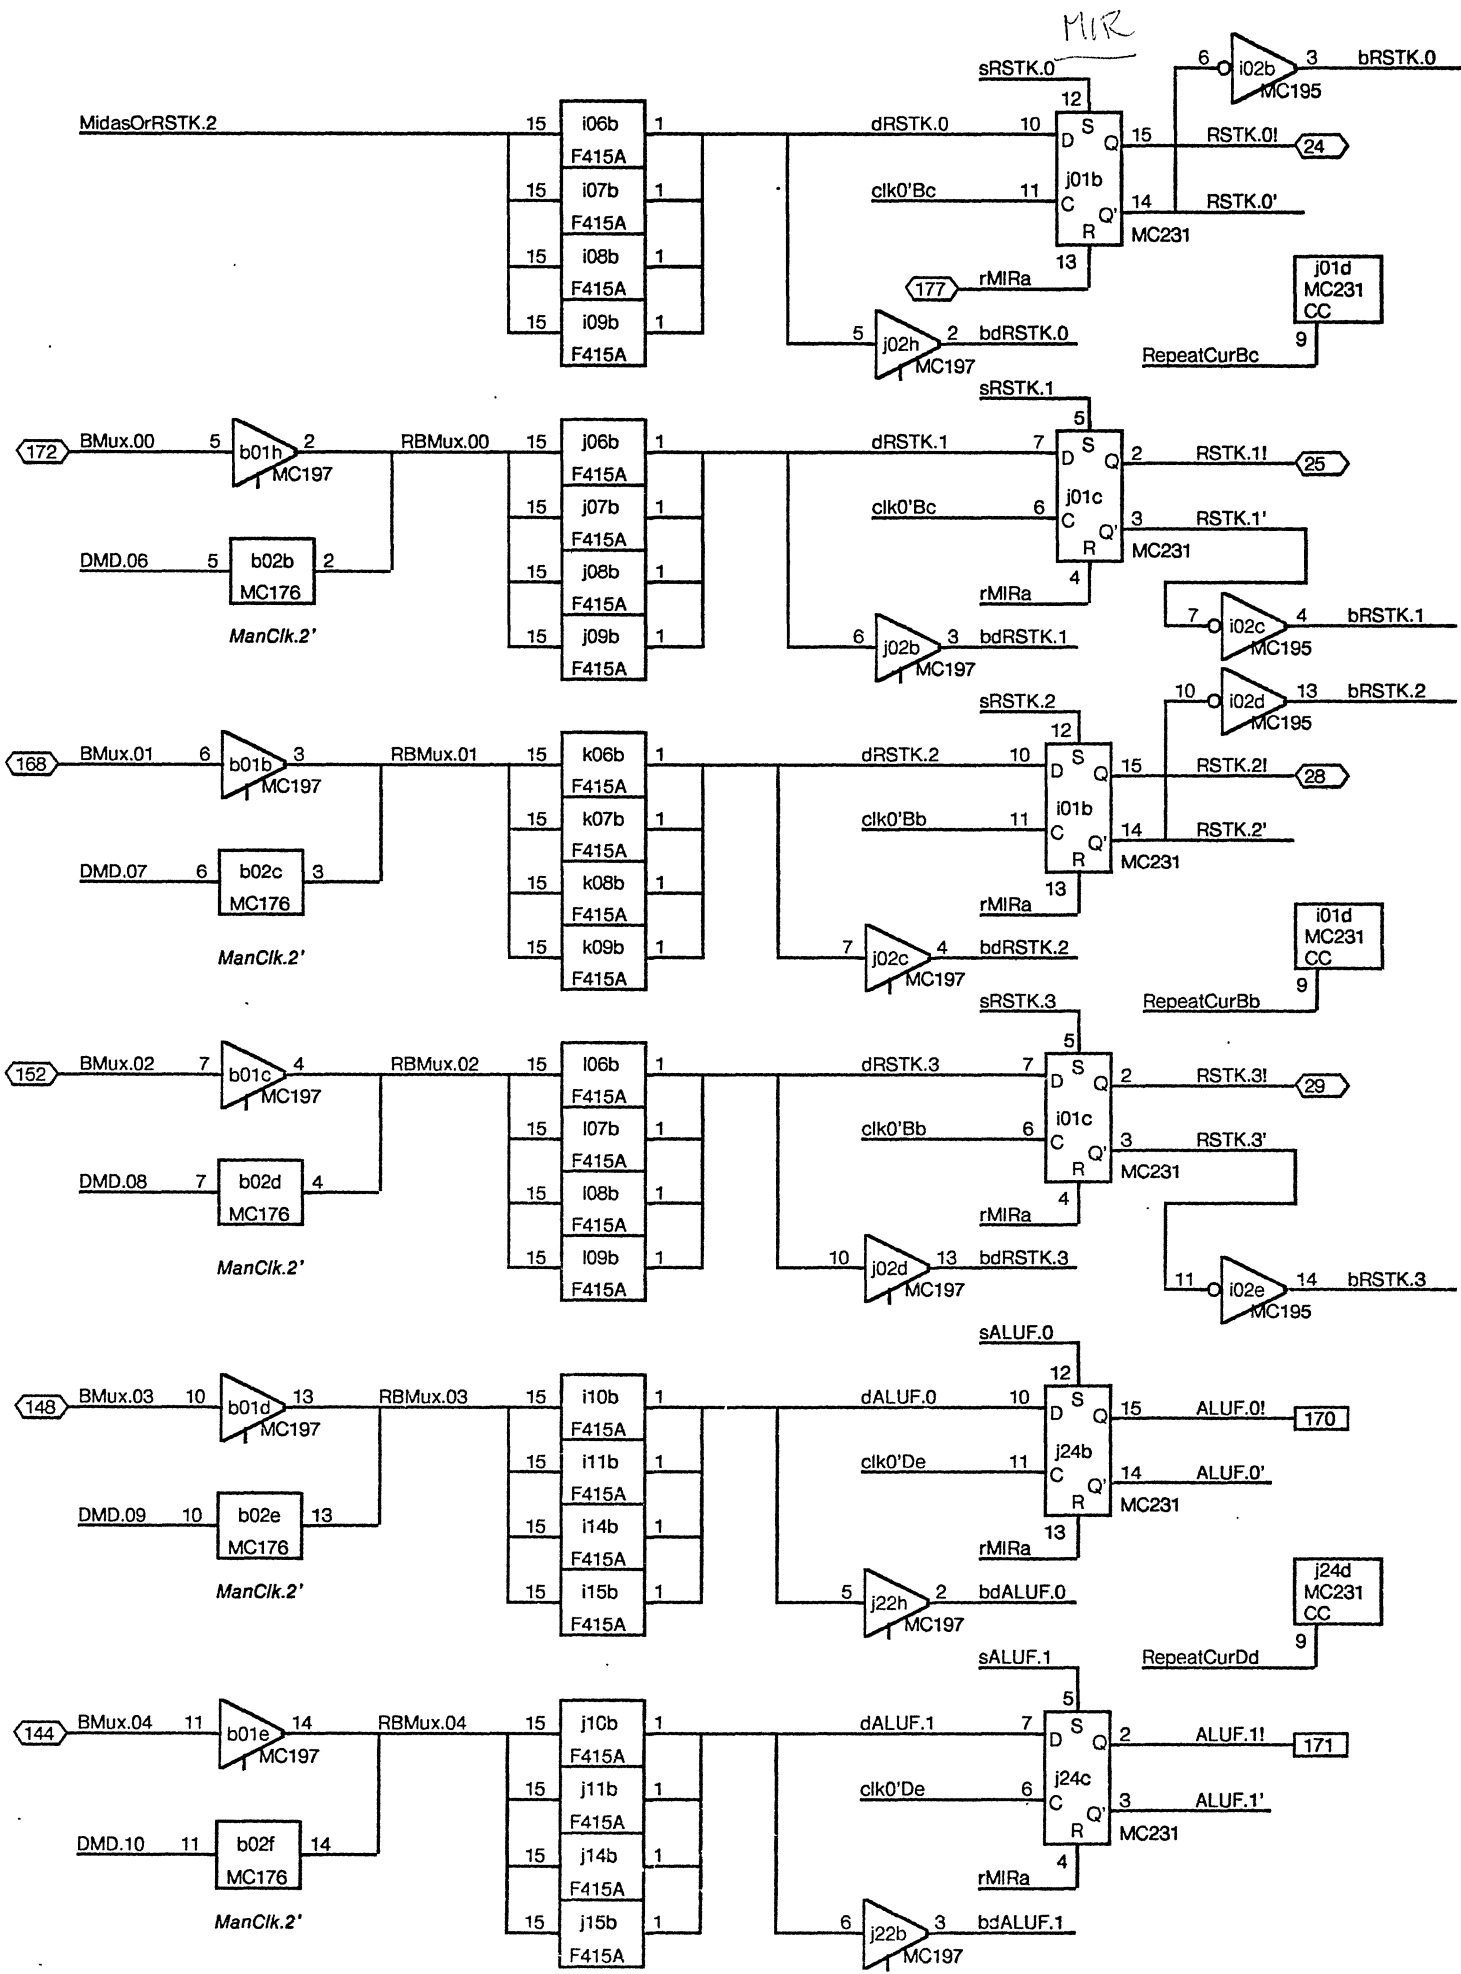 MIR
MidasOrRSTK.2
15 i06b 1
F415A
15 i07b 1
F415A
15 i08b 1
F415A
15 i09b 1
F415A
dRSTK.0 10
sRSTK.0
12
D S Q
j01b
C Q'
R
MC231
clk0'Bc 11
13
177 rMIRa
15 RSTK.0! 24
14 RSTK.0'
6 i02b 3 bRSTK.0
MC195
5 j02h 2 bdRSTK.0
MC197
j01d
MC231
CC
9
RepeatCurBc
172 BMux.00 5 b01h 2 RBMux.00
MC197
DMD.06 5 b02b 2
MC176
ManClk.2'
15 j06b 1
F415A
15 j07b 1
F415A
15 j08b 1
F415A
15 j09b 1
F415A
dRSTK.1 7
sRSTK.1
5
D S Q
j01c
C Q'
R
MC231
clk0'Bc 6
4
rMIRa
2 RSTK.1! 25
3 RSTK.1'
7 i02c 4 bRSTK.1
MC195
6 j02b 3 bdRSTK.1
MC197
168 BMux.01 6 b01b 3 RBMux.01
MC197
DMD.07 6 b02c 3
MC176
ManClk.2'
15 k06b 1
F415A
15 k07b 1
F415A
15 k08b 1
F415A
15 k09b 1
F415A
dRSTK.2 10
sRSTK.2
12
D S Q
i01b
C Q'
R
MC231
clk0'Bb 11
13
rMIRa
15 RSTK.2! 28
14 RSTK.2'
10 i02d 13 bRSTK.2
MC195
7 j02c 4 bdRSTK.2
MC197
i01d
MC231
CC
9
RepeatCurBb
152 BMux.02 7 b01c 4 RBMux.02
MC197
DMD.08 7 b02d 4
MC176
ManClk.2'
15 l06b 1
F415A
15 l07b 1
F415A
15 l08b 1
F415A
15 l09b 1
F415A
dRSTK.3 7
sRSTK.3
5
D S Q
i01c
C Q'
R
MC231
clk0'Bb 6
4
rMIRa
2 RSTK.3! 29
3 RSTK.3'
11 i02e 14 bRSTK.3
MC195
10 j02d 13 bdRSTK.3
MC197
148 BMux.03 10 b01d 13 RBMux.03
MC197
DMD.09 10 b02e 13
MC176
ManClk.2'
15 i10b 1
F415A
15 i11b 1
F415A
15 i14b 1
F415A
15 i15b 1
F415A
dALUF.0 10
sALUF.0
12
D S Q
j24b
C Q'
R
MC231
clk0'De 11
13
rMIRa
15 ALUF.0! 170
14 ALUF.0'
5 j22h 2 bdALUF.0
MC197
j24d
MC231
CC
9
RepeatCurDd
144 BMux.04 11 b01e 14 RBMux.04
MC197
DMD.10 11 b02f 14
MC176
ManClk.2'
15 j10b 1
F415A
15 j11b 1
F415A
15 j14b 1
F415A
15 j15b 1
F415A
dALUF.1 7
sALUF.1
5
D S Q
j24c
C Q'
R
MC231
clk0'De 6
4
rMIRa
2 ALUF.1! 171
3 ALUF.1'
6 j22b 3 bdALUF.1
MC197